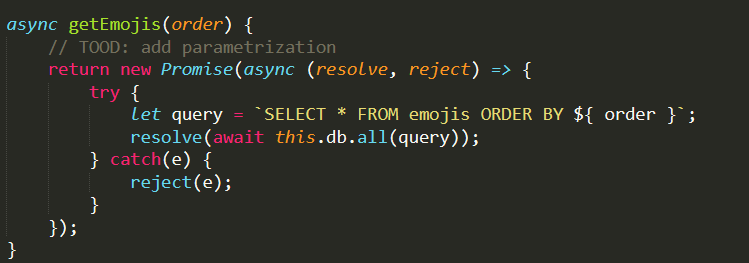 async getEmojis(order) {
    // TOOD: add parametrization
    return new Promise(async (resolve, reject) => {
        try {
            let query = `SELECT * FROM emojis ORDER BY ${ order }`;
            resolve(await this.db.all(query));
        } catch(e) {
            reject(e);
        }
    });
}